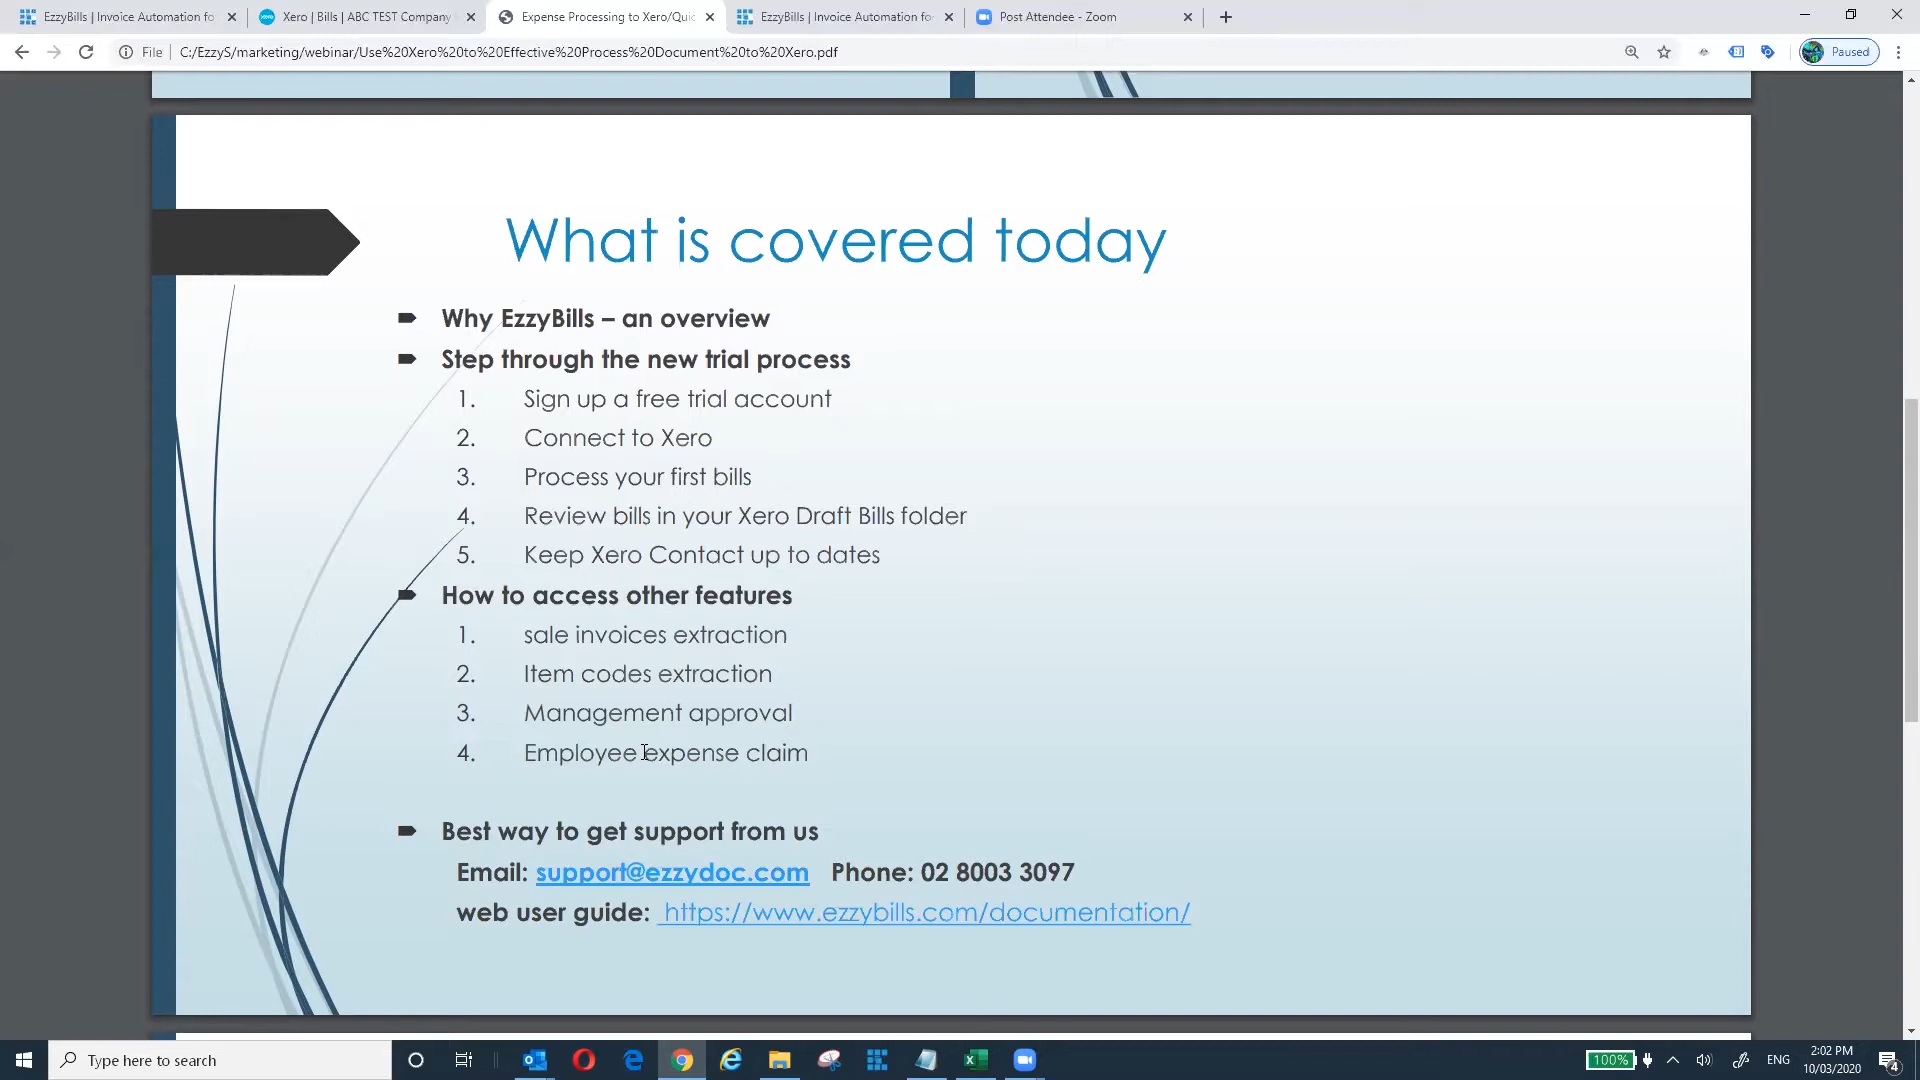 EzzyBills | Invoice Automation fo
Xero | Bills | ABC TEST Company
Expense Processing to Xero/Quic
EzzyBills | Invoice Automation for
Post Attendee - Zoom
File
C:/EzzyS/marketing/webinar/Use%20Xero%20to%20Effective%20Process%20Document%20to%20Xero.pdf
Paused
What is covered today
Why EzzyBills – an overview
Step through the new trial process
1. Sign up a free trial account
2. Connect to Xero
3. Process your first bills
4. Review bills in your Xero Draft Bills folder
5. Keep Xero Contact up to dates
How to access other features
1. sale invoices extraction
2. Item codes extraction
3. Management approval
4. Employee expense claim
Best way to get support from us
Email: support@ezzydoc.com Phone: 02 8003 3097
web user guide: https://www.ezzybills.com/documentation/
Type here to search
100%
ENG
2:02 PM
10/03/2020
4